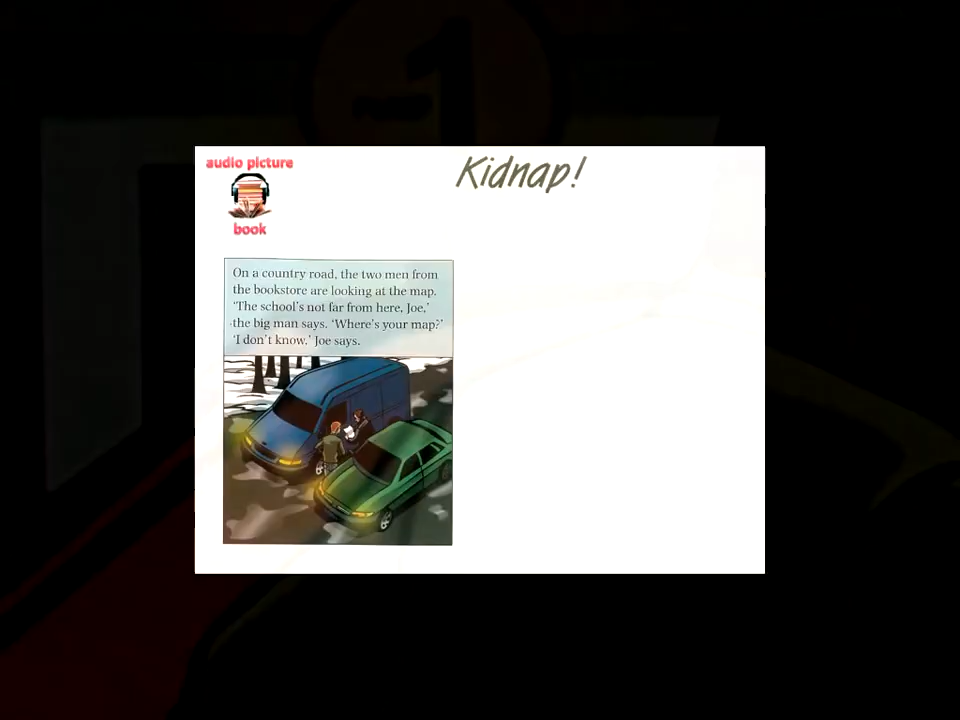 audio picture
book
Kidnap!
On a country road, the two men from
the bookstore are looking at the map.
'The school's not far from here, Joe,'
the big man says. 'Where's your map?'
'I don't know.' Joe says.